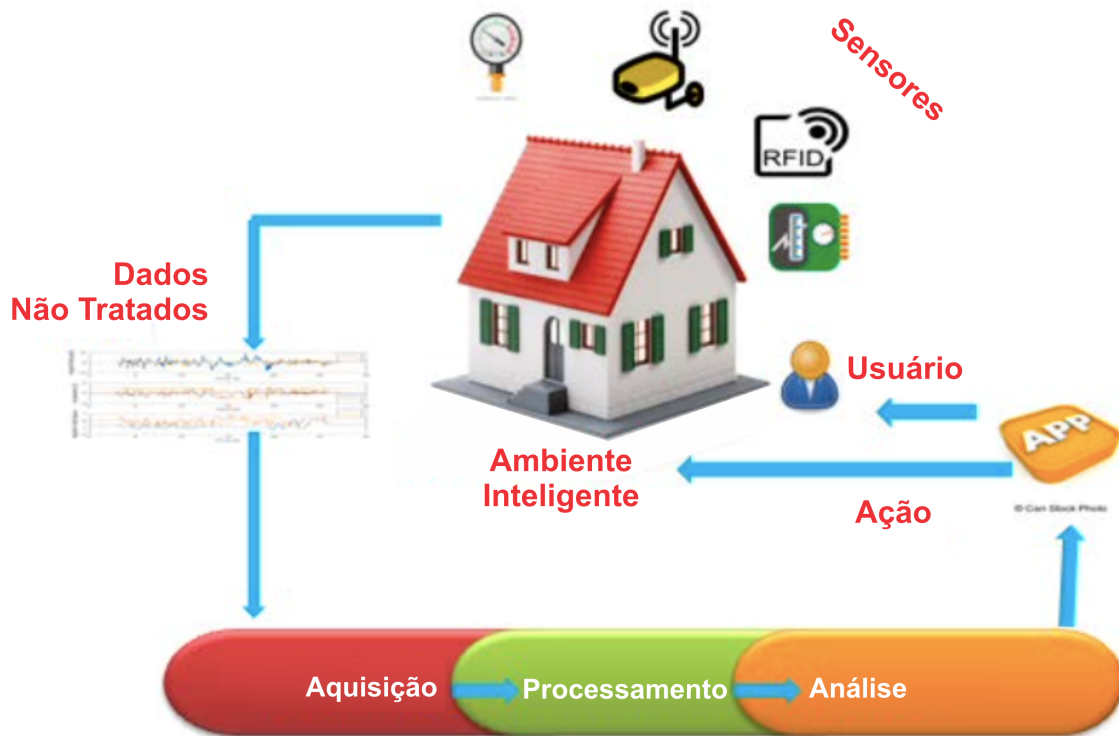 Sensores
RFID
Dados
Não Tratados
Usuário
APP
Ambiente
Inteligente
Ação
© Can Stock Photo
Aquisição
Processamento
Análise